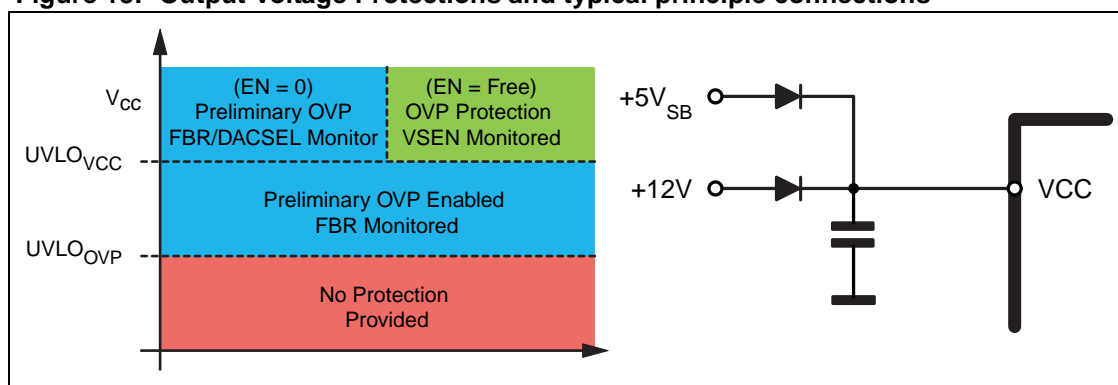 Figure 10. Output Voltage Protections and typical principle connections
VCC
(EN = 0)
Preliminary OVP
FBR/DACSEL Monitor
(EN = Free)
OVP Protection
VSEN Monitored
UVLOVCC
Preliminary OVP Enabled
FBR Monitored
UVLOOVP
No Protection
Provided
+5VSB
+12V
VCC